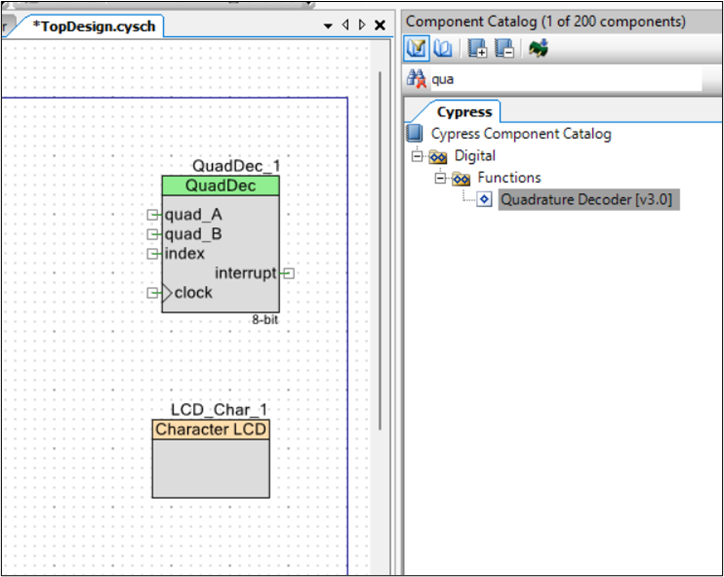 r
*TopDesign.cysch
QuadDec_1
QuadDec
quad_A
quad_B
index
interrupt
clock
8-bit
LCD_Char_1
Character LCD
Component Catalog (1 of 200 components)
qua
Cypress
Cypress Component Catalog
Digital
Functions
Quadrature Decoder [v3.0]